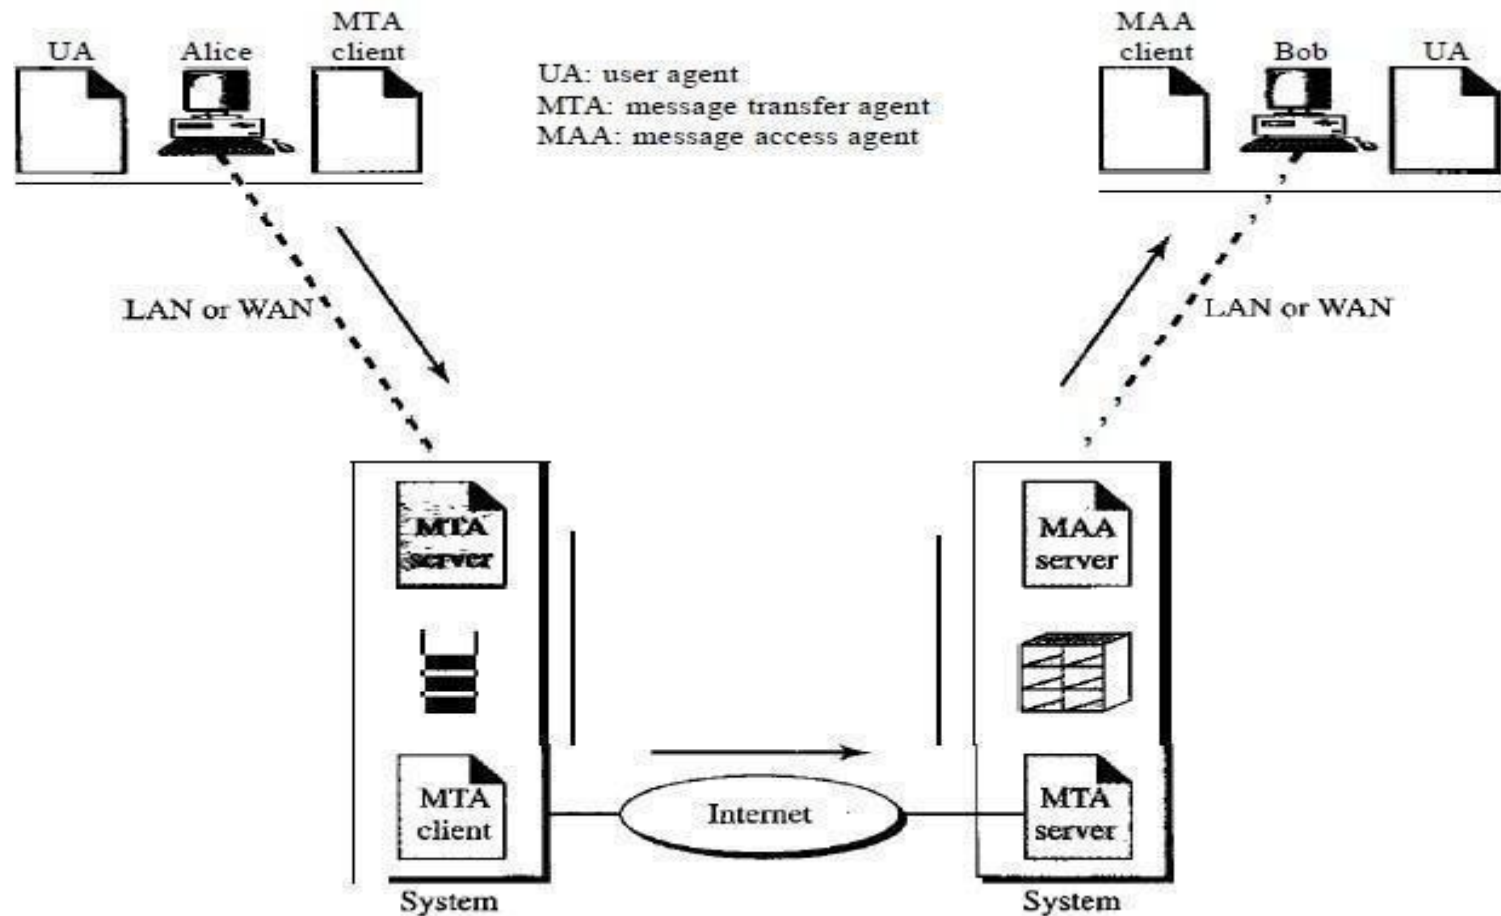 UA
Alice
MTA
client
UA: user agent
MTA: message transfer agent
MAA: message access agent
MAA
client
Bob
UA
LAN or WAN
LAN or WAN
MTA
server
MAA
server
MTA
client
Internet
MTA
server
System
System